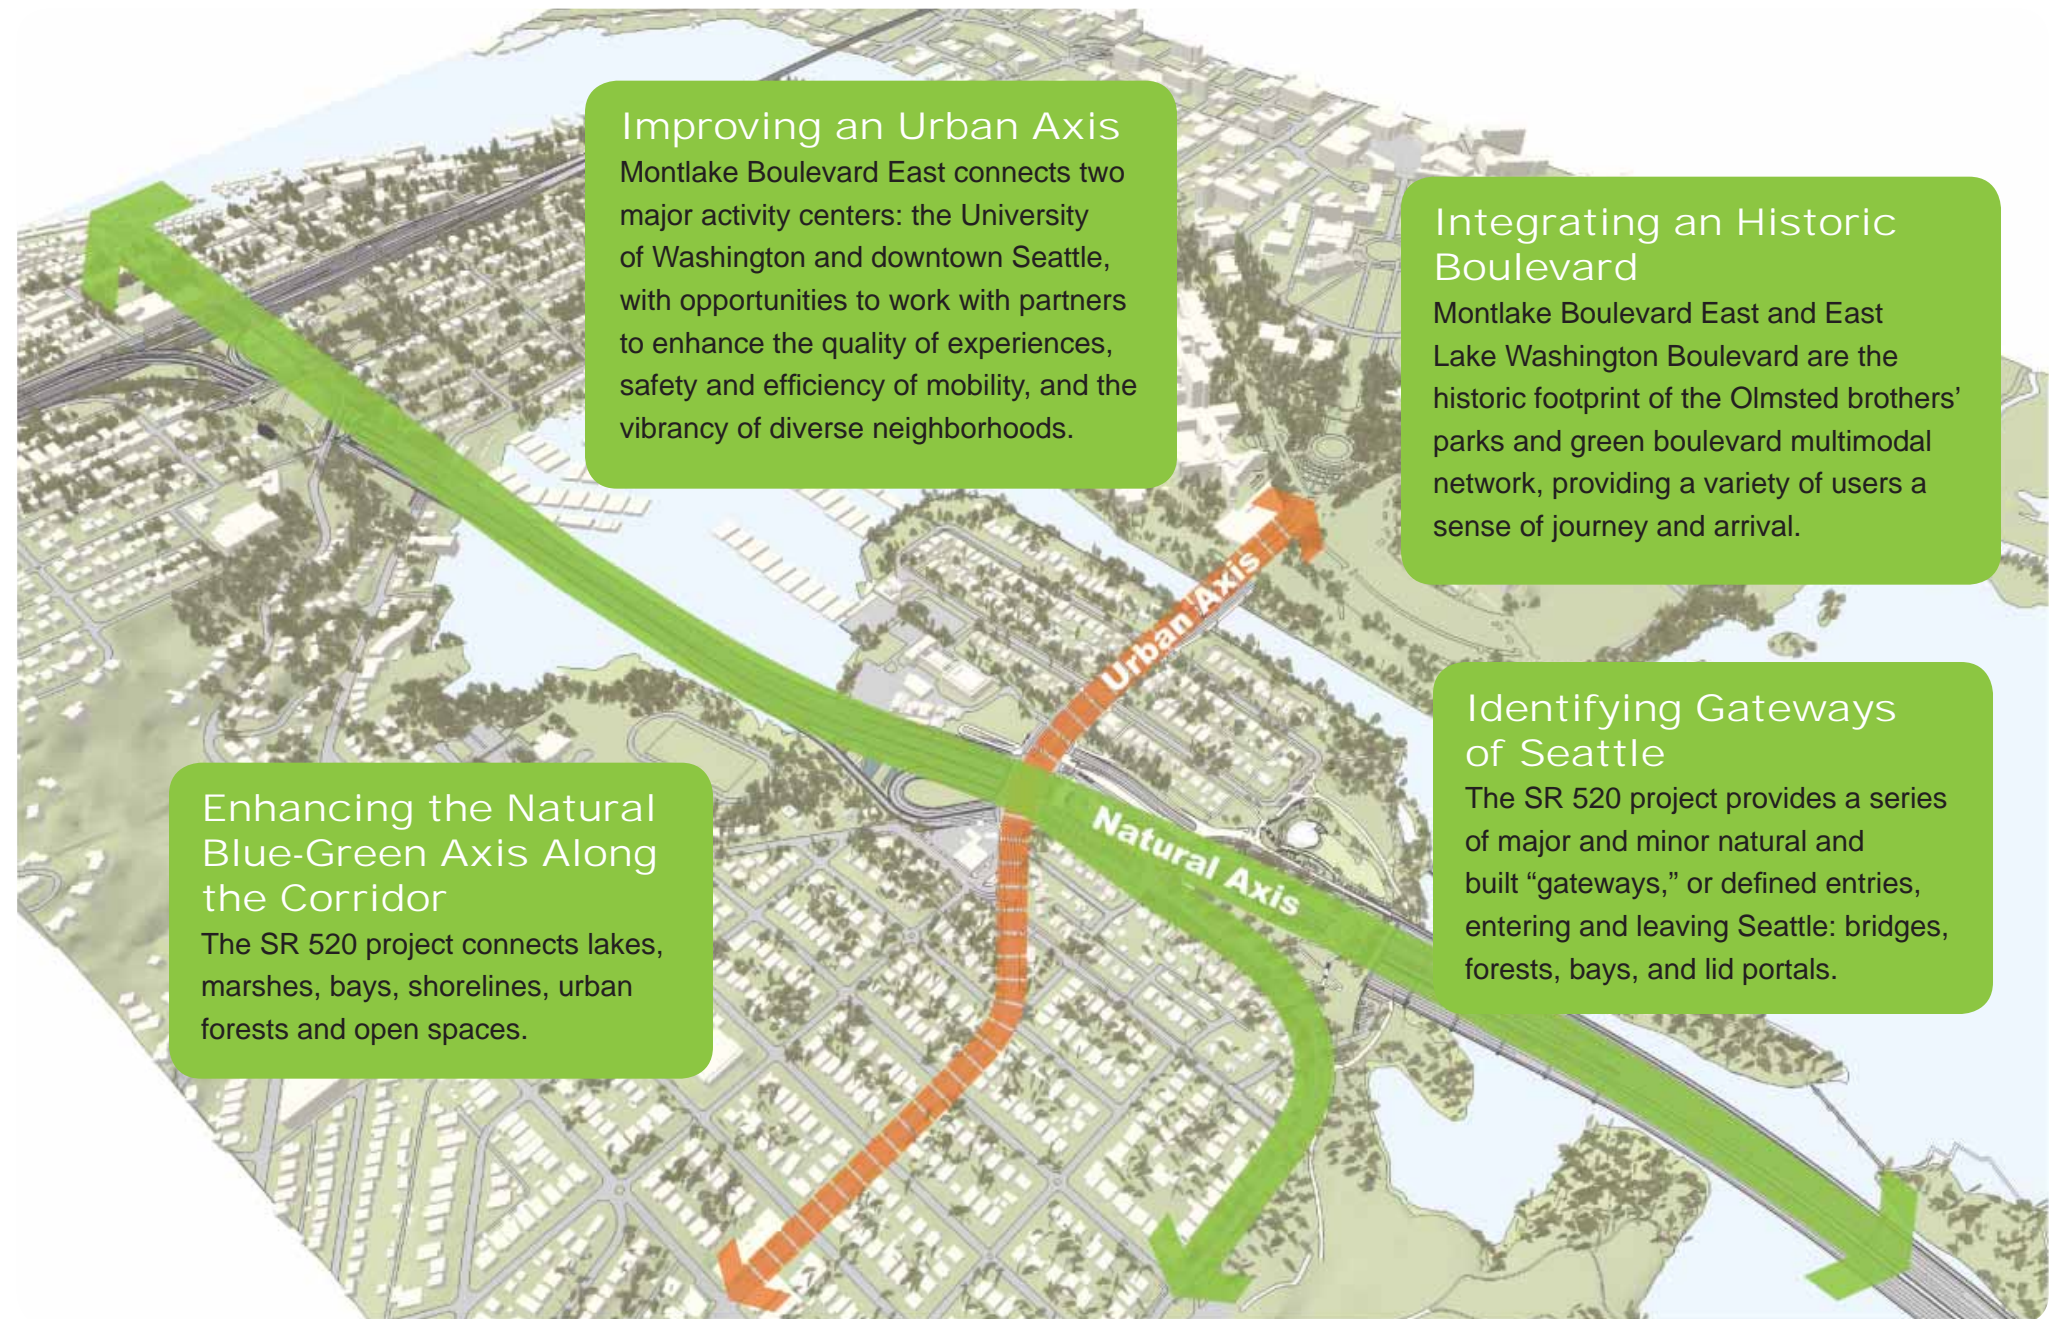 Improving an Urban Axis
Montlake Boulevard East connects two
major activity centers: the University
of Washington and downtown Seattle,
with opportunities to work with partners
to enhance the quality of experiences,
safety and efficiency of mobility, and the
vibrancy of diverse neighborhoods.
Integrating an Historic
Boulevard
Montlake Boulevard East and East
Lake Washington Boulevard are the
historic footprint of the Olmsted brothers’
parks and green boulevard multimodal
network, providing a variety of users a
sense of journey and arrival.
Urban Axis
Identifying Gateways
of Seattle
The SR 520 project provides a series
of major and minor natural and
built “gateways,” or defined entries,
entering and leaving Seattle: bridges,
forests, bays, and lid portals.
Natural Axis
Enhancing the Natural
Blue-Green Axis Along
the Corridor
The SR 520 project connects lakes,
marshes, bays, shorelines, urban
forests and open spaces.